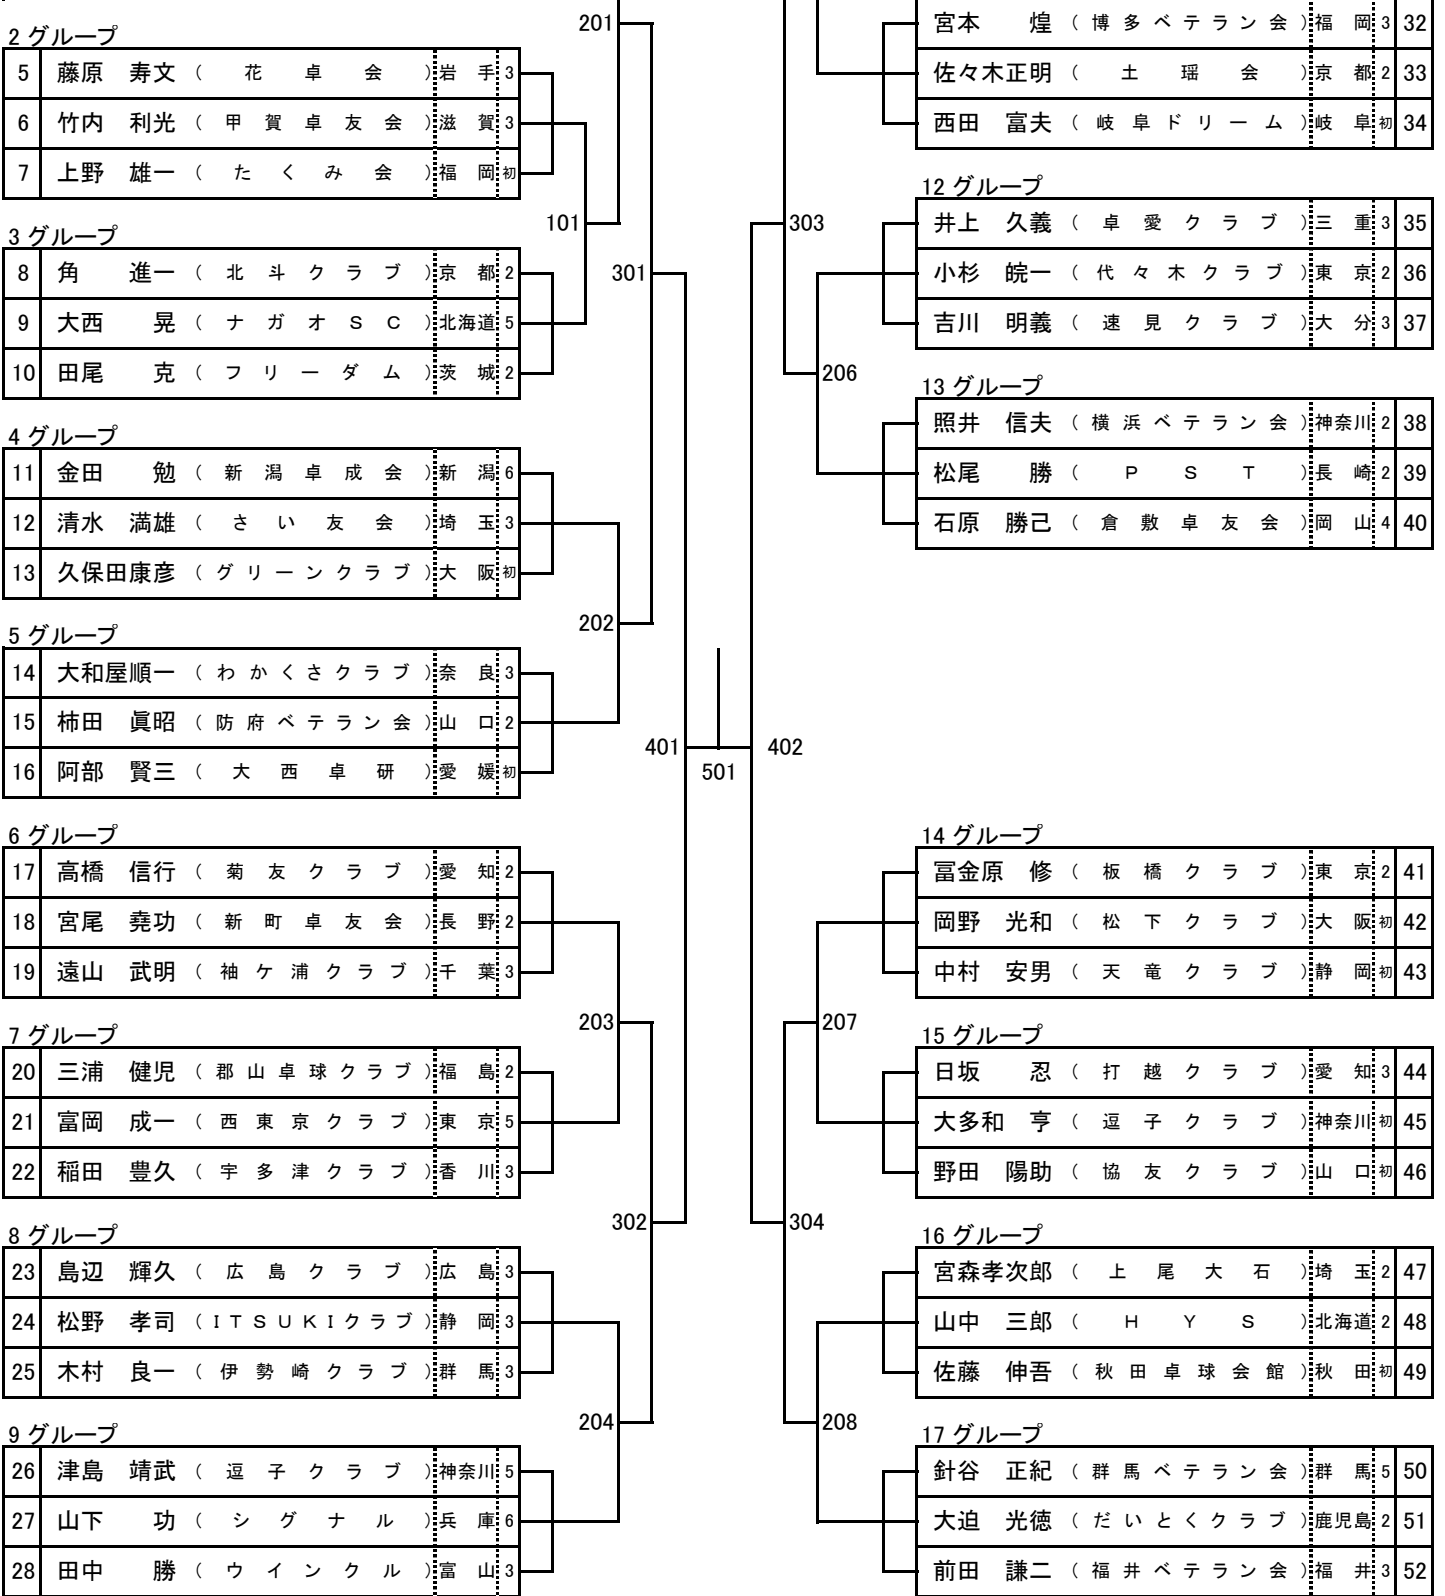 201
2 グループ
5 藤原 寿文 ( 花卓会 ) 岩手 3
6 竹内 利光 ( 甲賀卓友会 ) 滋賀 3
7 上野 雄一 ( たくみ会 ) 福岡 初
101
3 グループ
8 角 進一 ( 北斗クラブ ) 京都 2
9 大西 晃 ( ナガオSC ) 北海道 5
10 田尾 克 ( フリーダム ) 茨城 2
301
4 グループ
11 金田 勉 ( 新潟卓成会 ) 新潟 6
12 清水 満雄 ( さい友会 ) 埼玉 3
13 久保田康彦 ( グリーンクラブ ) 大阪 初
202
5 グループ
14 大和屋順一 ( わかくさクラブ ) 奈良 3
15 柿田 眞昭 ( 防府ベテラン会 ) 山口 2
16 阿部 賢三 ( 大西卓研 ) 愛媛 初
401
501
402
6 グループ
17 高橋 信行 ( 菊友クラブ ) 愛知 2
18 宮尾 堯功 ( 新町卓友会 ) 長野 2
19 遠山 武明 ( 袖ケ浦クラブ ) 千葉 3
203
7 グループ
20 三浦 健児 ( 郡山卓球クラブ ) 福島 2
21 富岡 成一 ( 西東京クラブ ) 東京 5
22 稲田 豊久 ( 宇多津クラブ ) 香川 3
302
8 グループ
23 島辺 輝久 ( 広島クラブ ) 広島 3
24 松野 孝司 ( ITSUKIクラブ ) 静岡 3
25 木村 良一 ( 伊勢崎クラブ ) 群馬 3
204
9 グループ
26 津島 靖武 ( 逗子クラブ ) 神奈川 5
27 山下 功 ( シグナル ) 兵庫 6
28 田中 勝 ( ウインクル ) 富山 3
宮本 煌 ( 博多ベテラン会 ) 福岡 3 32
佐々木正明 ( 土瑶会 ) 京都 2 33
西田 富夫 ( 岐阜ドリーム ) 岐阜 初 34
12 グループ
303
井上 久義 ( 卓愛クラブ ) 三重 3 35
小杉 皖一 ( 代々木クラブ ) 東京 2 36
吉川 明義 ( 速見クラブ ) 大分 3 37
206
13 グループ
照井 信夫 ( 横浜ベテラン会 ) 神奈川 2 38
松尾 勝 ( PST ) 長崎 2 39
石原 勝己 ( 倉敷卓友会 ) 岡山 4 40
14 グループ
冨金原 修 ( 板橋クラブ ) 東京 2 41
岡野 光和 ( 松下クラブ ) 大阪 初 42
中村 安男 ( 天竜クラブ ) 静岡 初 43
207
15 グループ
日坂 忍 ( 打越クラブ ) 愛知 3 44
大多和 亨 ( 逗子クラブ ) 神奈川 初 45
野田 陽助 ( 協友クラブ ) 山口 初 46
304
16 グループ
宮森孝次郎 ( 上尾大石 ) 埼玉 2 47
山中 三郎 ( HYS ) 北海道 2 48
佐藤 伸吾 ( 秋田卓球会館 ) 秋田 初 49
208
17 グループ
針谷 正紀 ( 群馬ベテラン会 ) 群馬 5 50
大迫 光徳 ( だいとくクラブ ) 鹿児島 2 51
前田 謙二 ( 福井ベテラン会 ) 福井 3 52